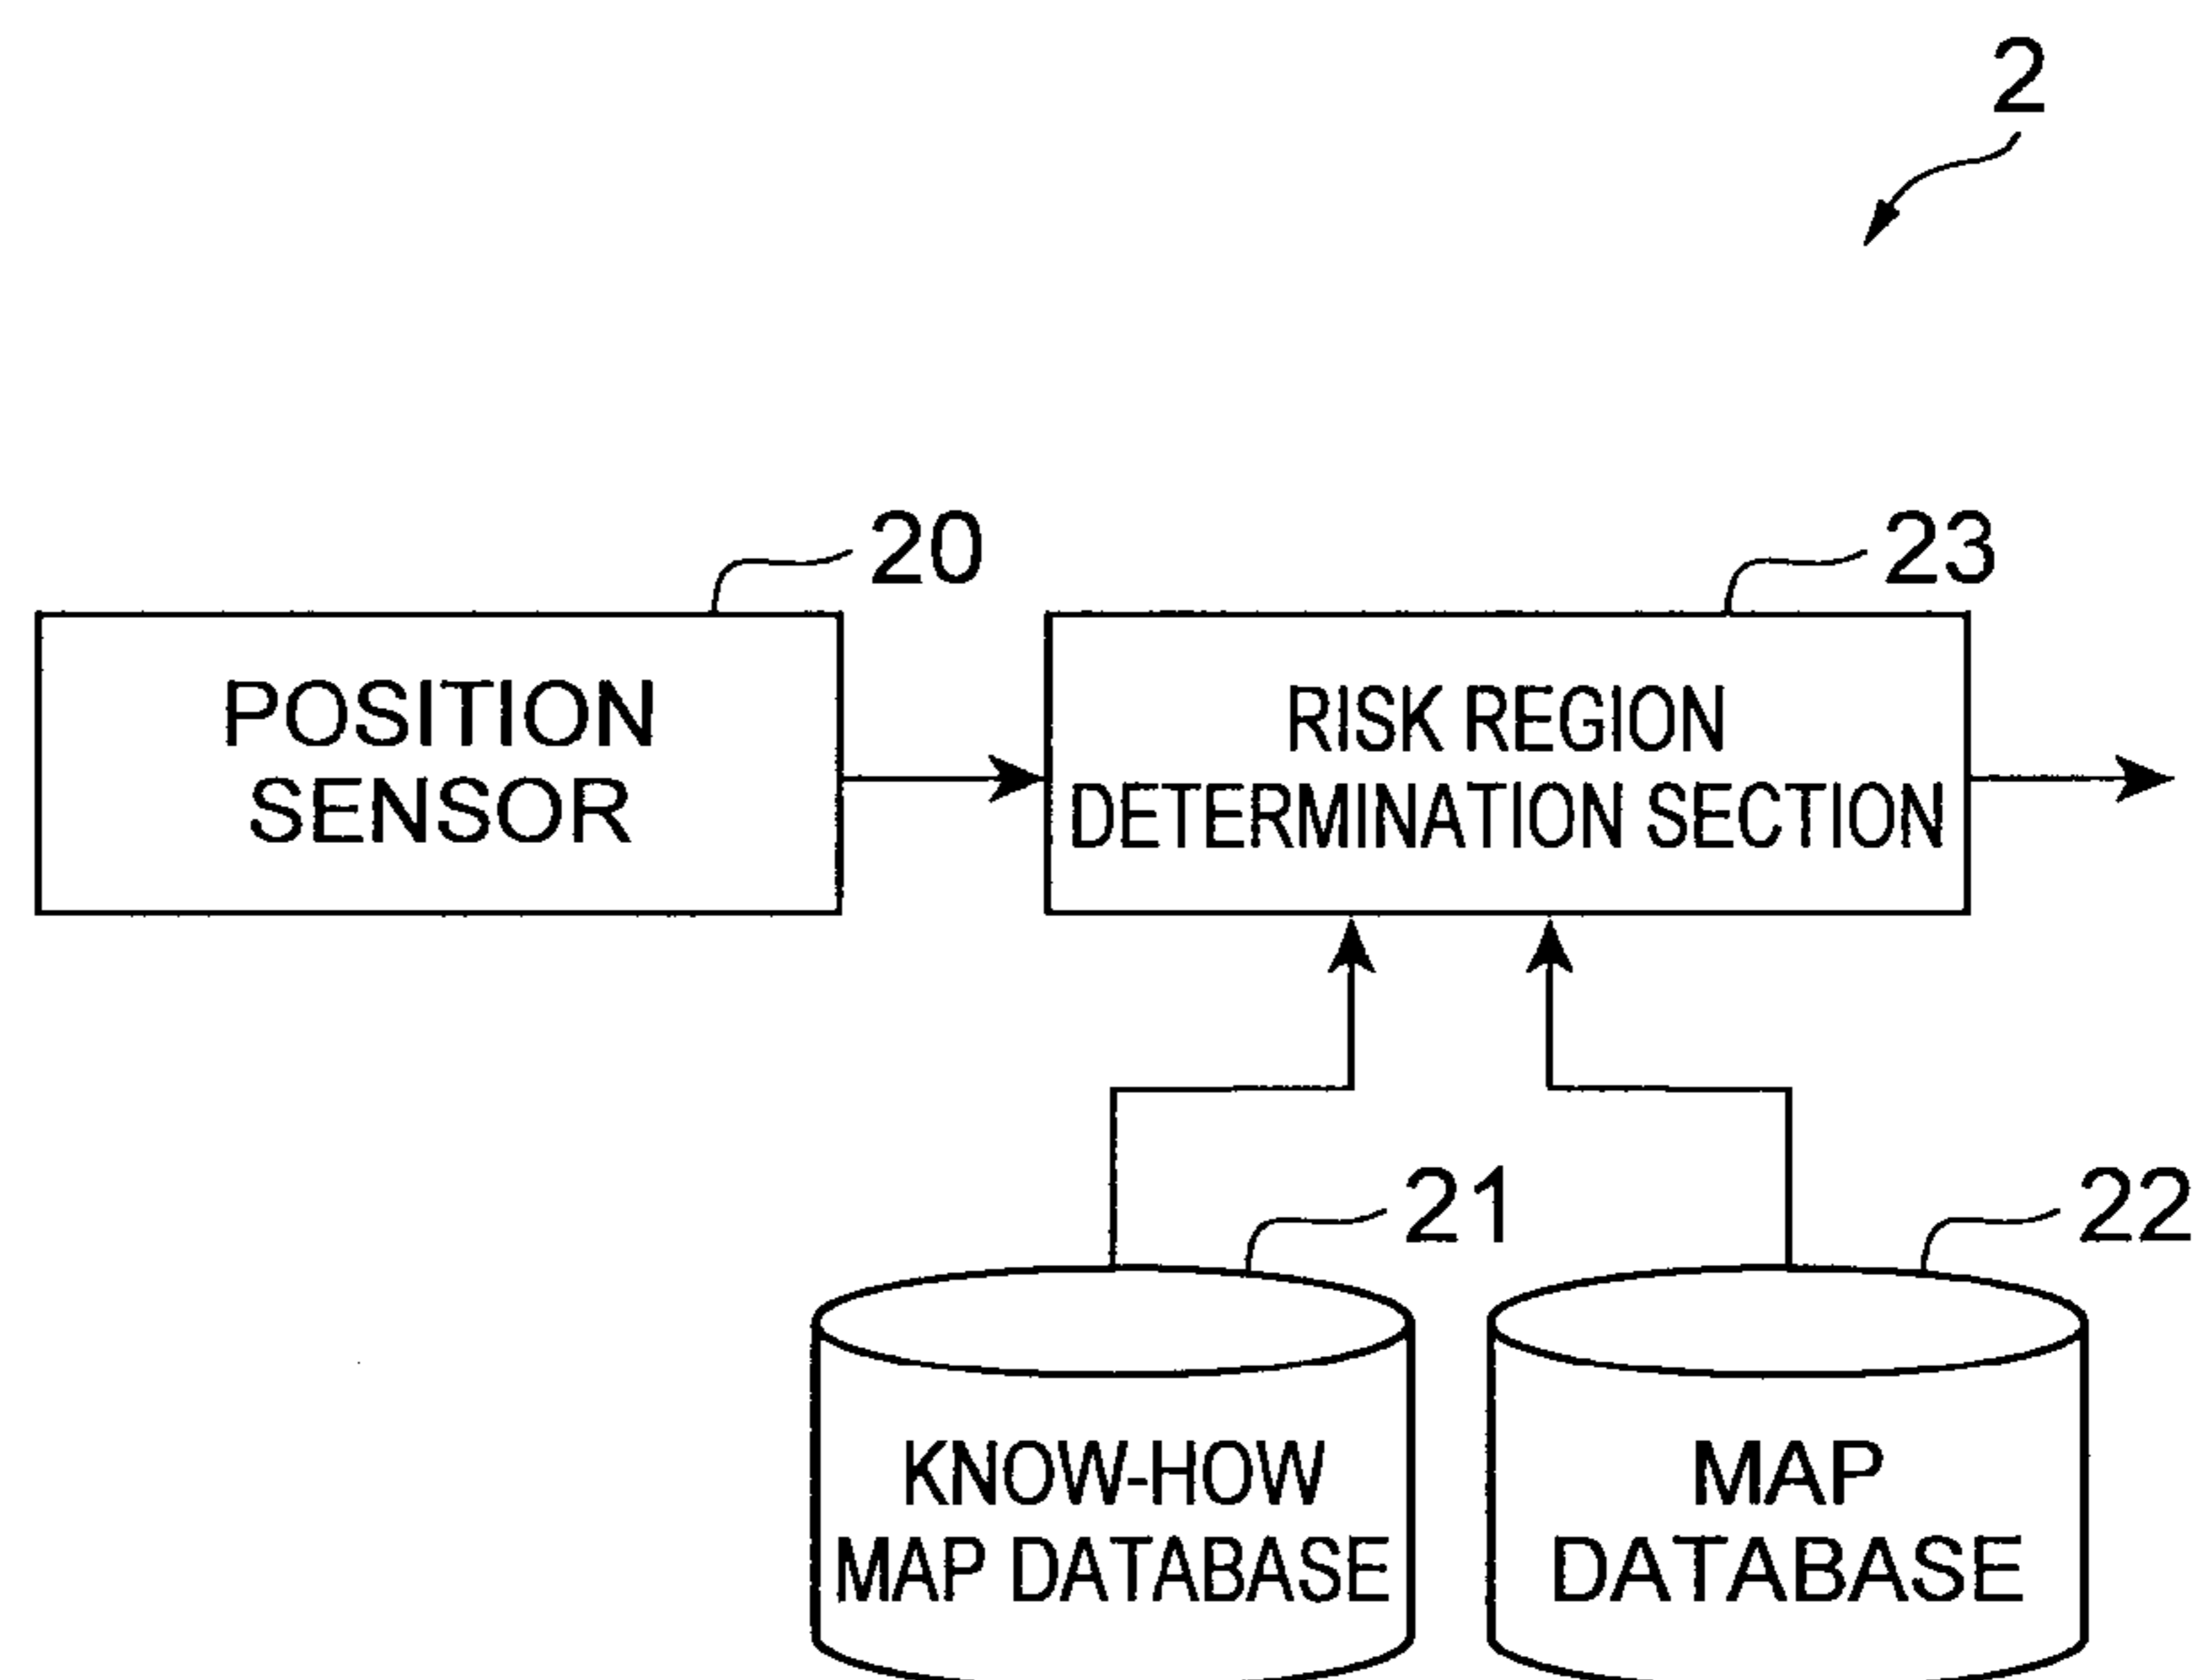 2
20
23
POSITION
SENSOR
RISK REGION
DETERMINATION SECTION
21
22
KNOW-HOW
MAP DATABASE
MAP
DATABASE